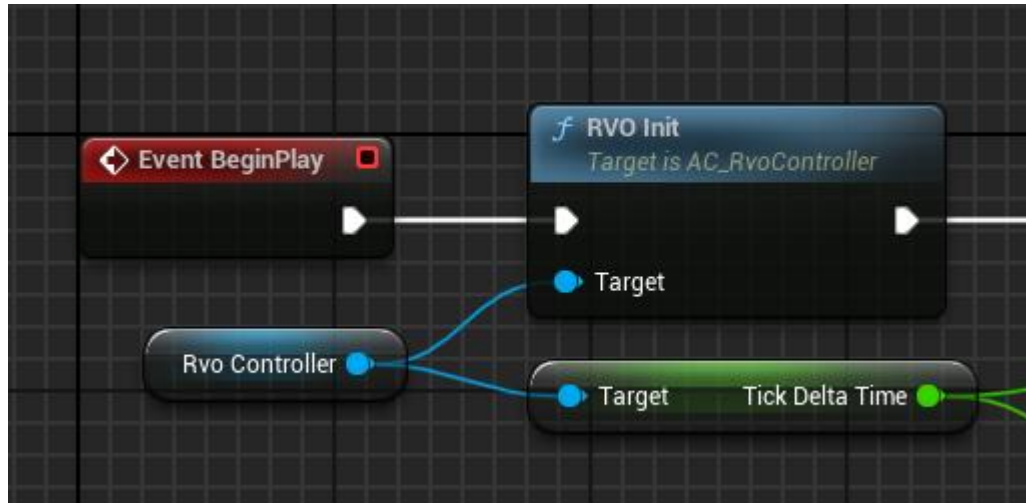 Event BeginPlay
RVO Init
Target is AC_RvoController
Target
Rvo Controller
Target Tick Delta Time